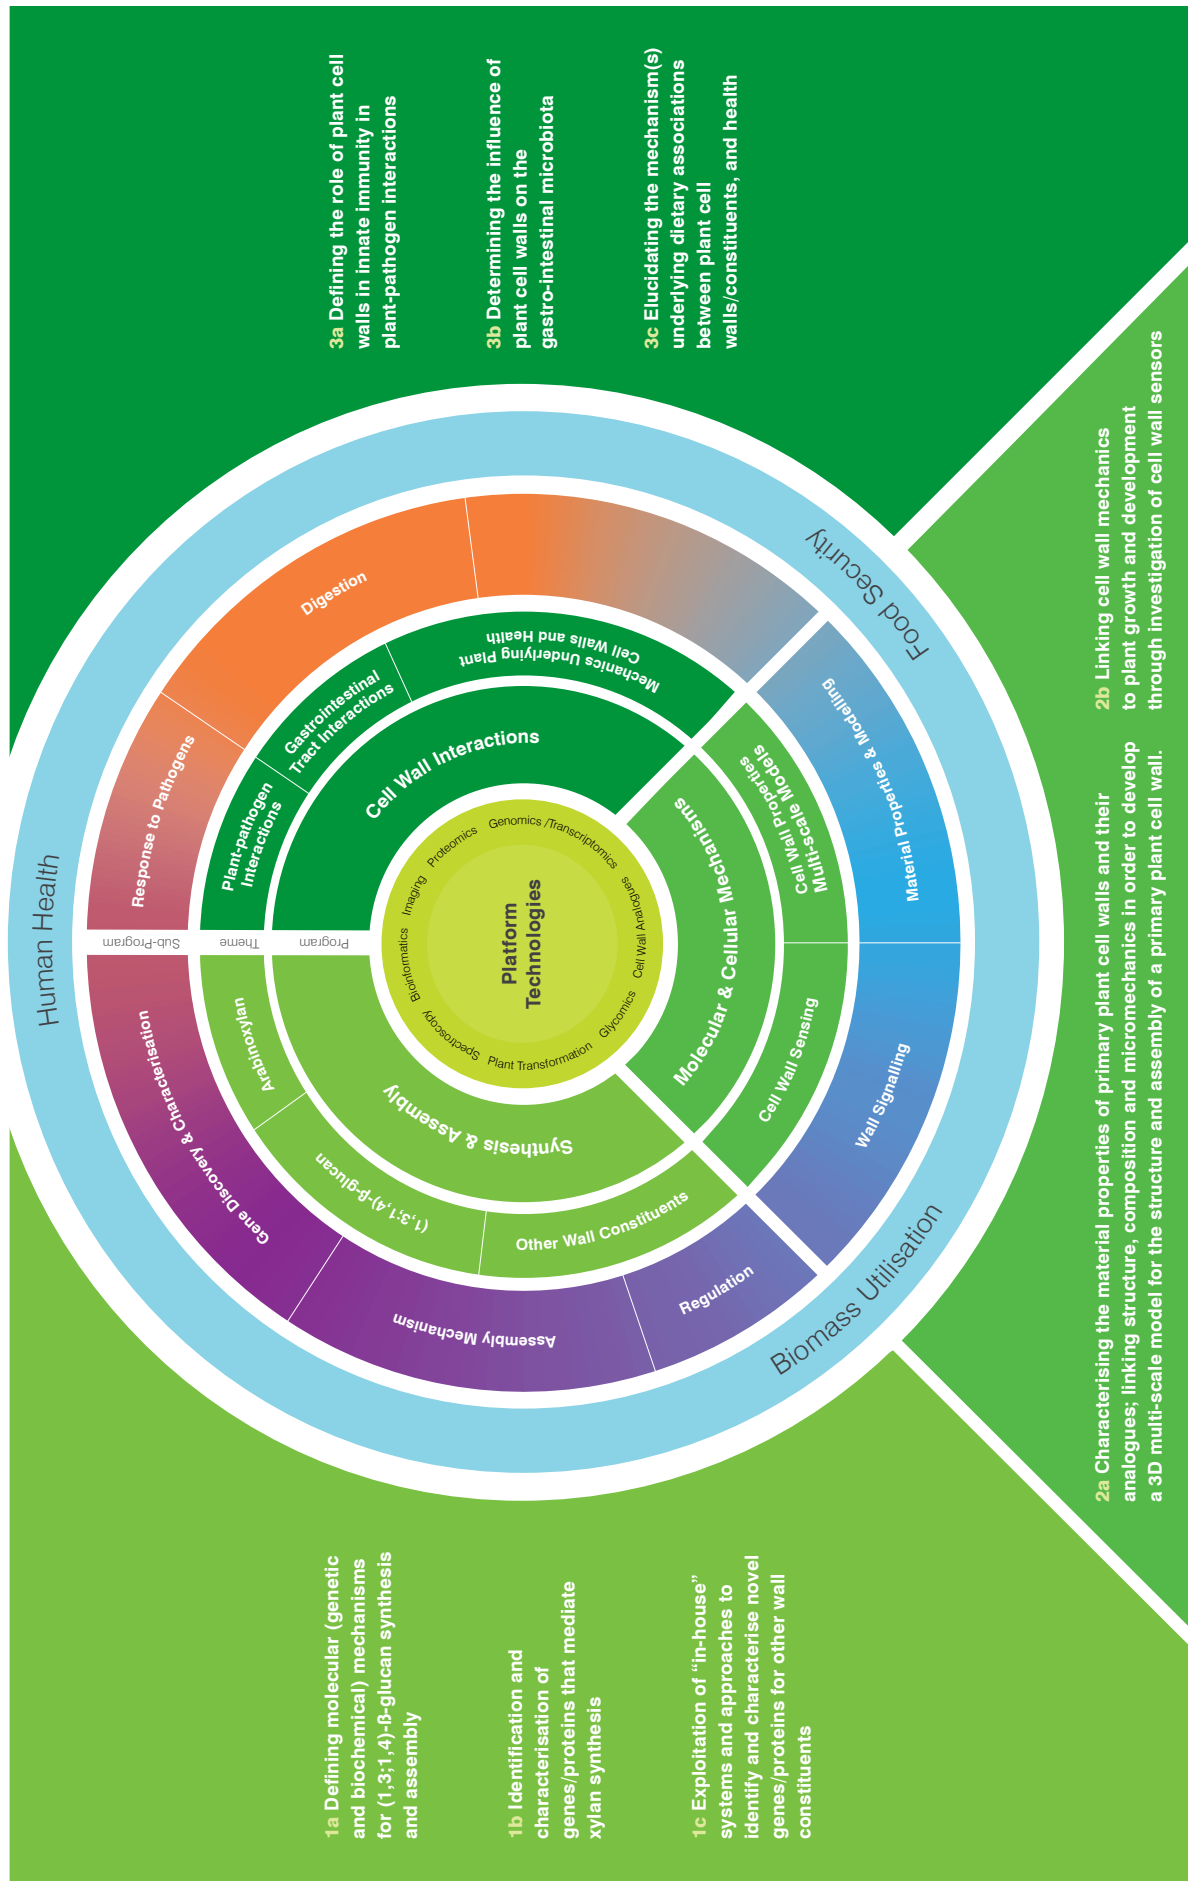 Human Health
Food Security
Biomass Utilisation
Sub-Program
Theme
Program
Response to Pathogens
Digestion
Material Properties & Modelling
Wall Signalling
Regulation
Assembly Mechanism
Gene Discovery & Characterisation
Plant-pathogen
Interactions
Gastrointestinal
Tract Interactions
Mechanics Underlying Plant
Cell Walls and Health
Cell Wall Properties
Multi-scale Models
Cell Wall Sensing
Other Wall Constituents
(1,3;1,4)-β-glucan
Arabinoxylan
Cell Wall Interactions
Molecular & Cellular Mechanisms
Synthesis & Assembly
Platform
Technologies
Imaging
Proteomics
Genomics /Transcriptomics
Cell Wall Analogues
Glycomics
Plant Transformation
Spectroscopy
Bioinformatics
1a Defining molecular (genetic
and biochemical) mechanisms
for (1,3;1,4)-ß-glucan synthesis
and assembly
1b Identification and
characterisation of
genes/proteins that mediate
xylan synthesis
1c Exploitation of “in-house”
systems and approaches to
identify and characterise novel
genes/proteins for other wall
constituents
2a Characterising the material properties of primary plant cell walls and their
analogues; linking structure, composition and micromechanics in order to develop
a 3D multi-scale model for the structure and assembly of a primary plant cell wall.
2b Linking cell wall mechanics
to plant growth and development
through investigation of cell wall sensors
3a Defining the role of plant cell
walls in innate immunity in
plant-pathogen interactions
3b Determining the influence of
plant cell walls on the
gastro-intestinal microbiota
3c Elucidating the mechanism(s)
underlying dietary associations
between plant cell
walls/constituents, and health